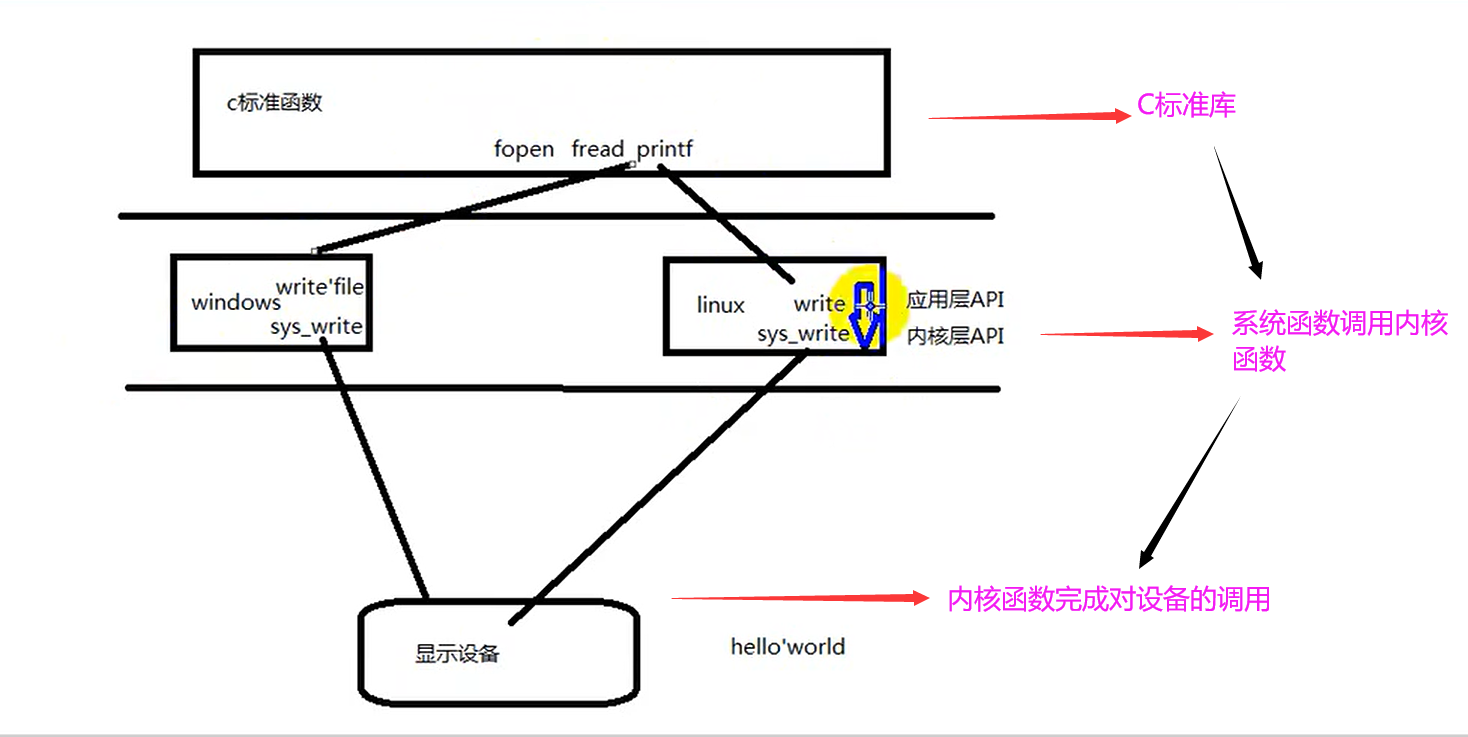 c标准函数
C标准库
fopen fread printf
write'file
windows
sys_write
linux write
应用层API
sys_write
内核层API
系统函数调用内核
函数
内核函数完成对设备的调用
显示设备
hello'world